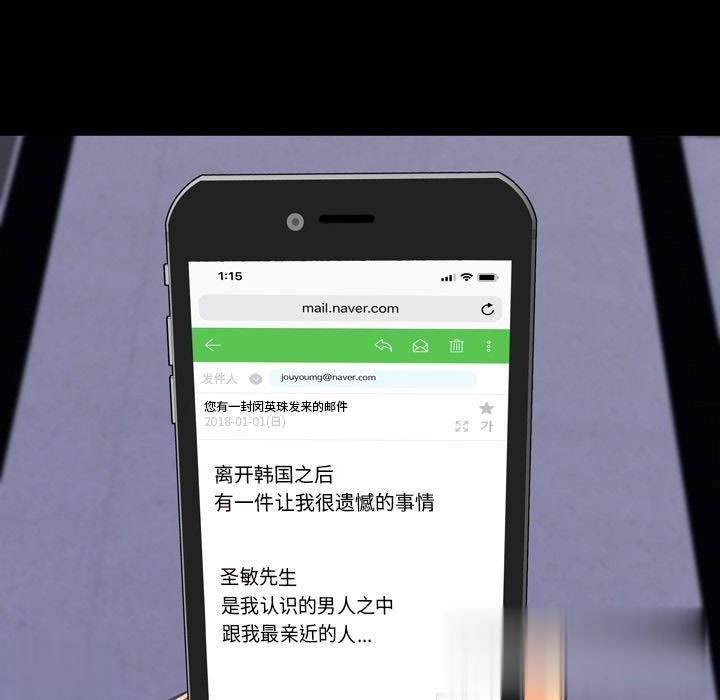 1:15
mail.naver.com
发件人 jouyoumg@naver.com
您有一封闵英珠发来的邮件
2018-01-01(日)
가
离开韩国之后
有一件让我很遗憾的事情
圣敏先生
是我认识的男人之中
跟我最亲近的人...